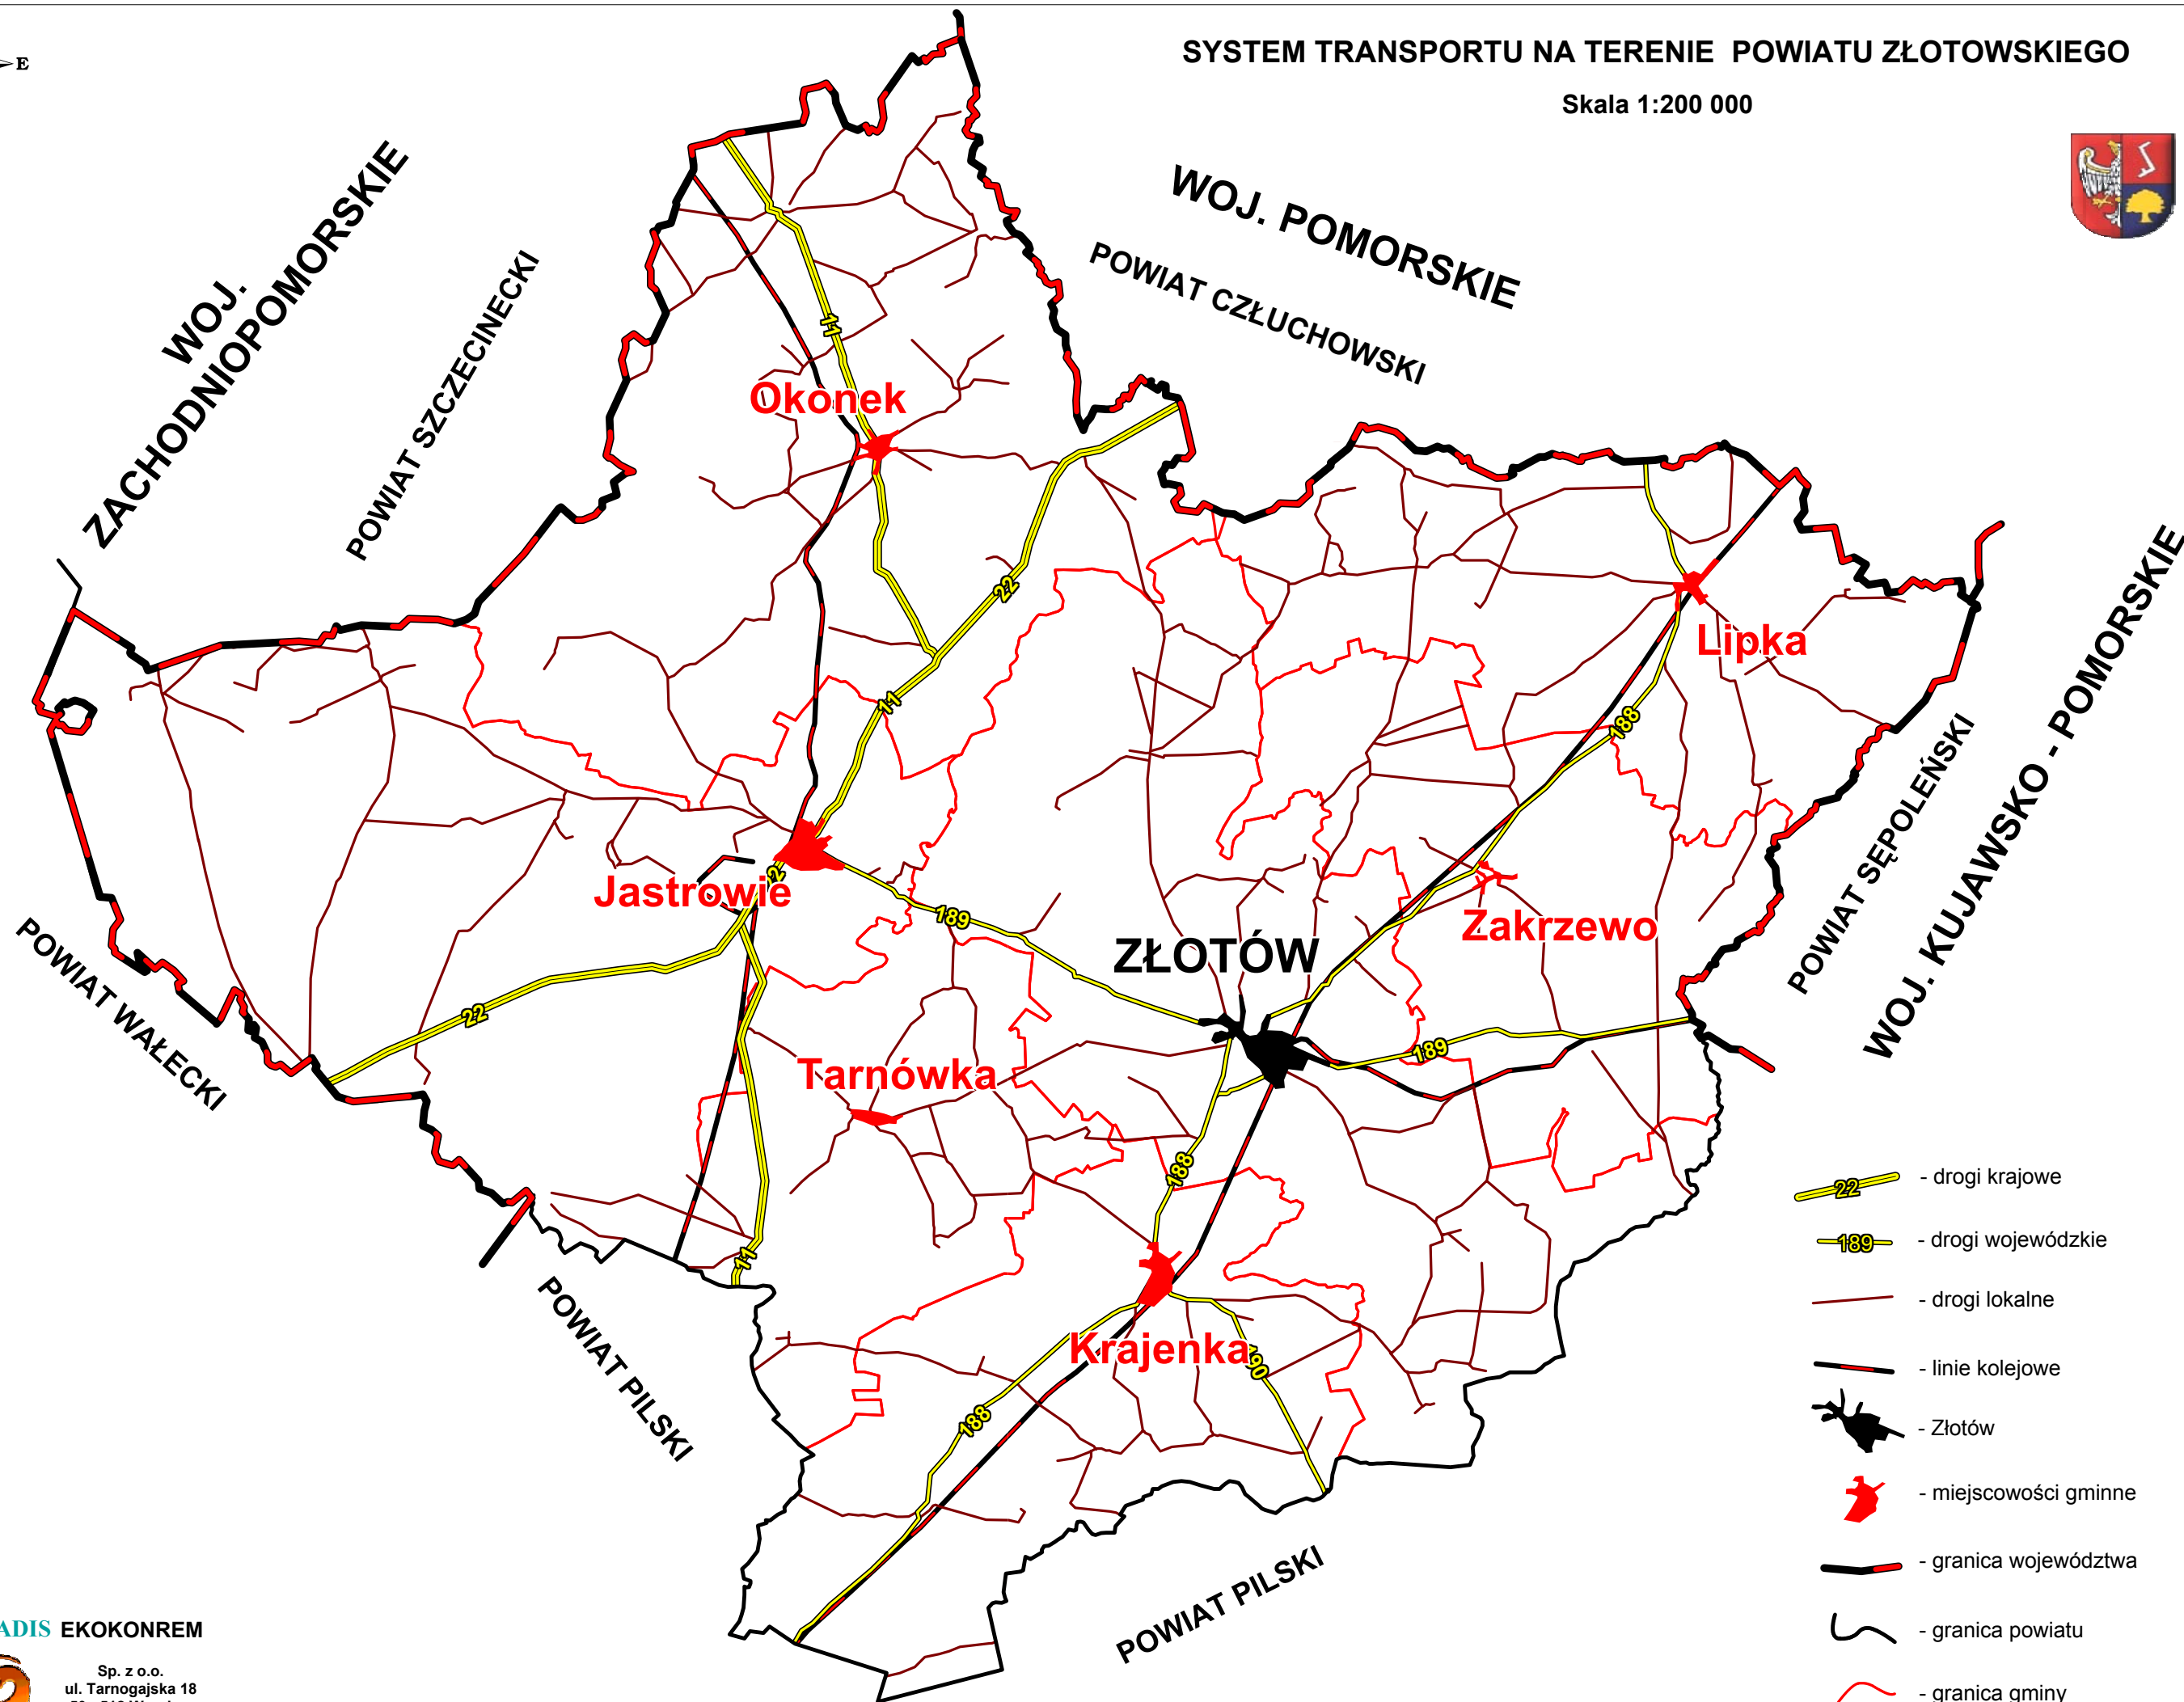 E
SYSTEM TRANSPORTU NA TERENIE POWIATU ZŁOTOWSKIEGO
Skala 1:200 000
WOJ.
ZACHODNIOPOMORSKIE
POWIAT SZCZECINECKI
WOJ. POMORSKIE
POWIAT CZŁUCHOWSKI
11
Okonek
22
Lipka
11
188
POWIAT SĘPOLEŃSKI
WOJ. KUJAWSKO - POMORSKIE
Jastrowie
189
Zakrzewo
ZŁOTÓW
POWIAT WAŁECKI
22
189
Tarnówka
188
11
POWIAT PILSKI
Krajenka
190
188
POWIAT PILSKI
22 - drogi krajowe
189 - drogi wojewódzkie
- drogi lokalne
- linie kolejowe
- Złotów
- miejscowości gminne
- granica województwa
- granica powiatu
- granica gminy
ADIS EKOKONREM
Sp. z o.o.
ul. Tarnogajska 18